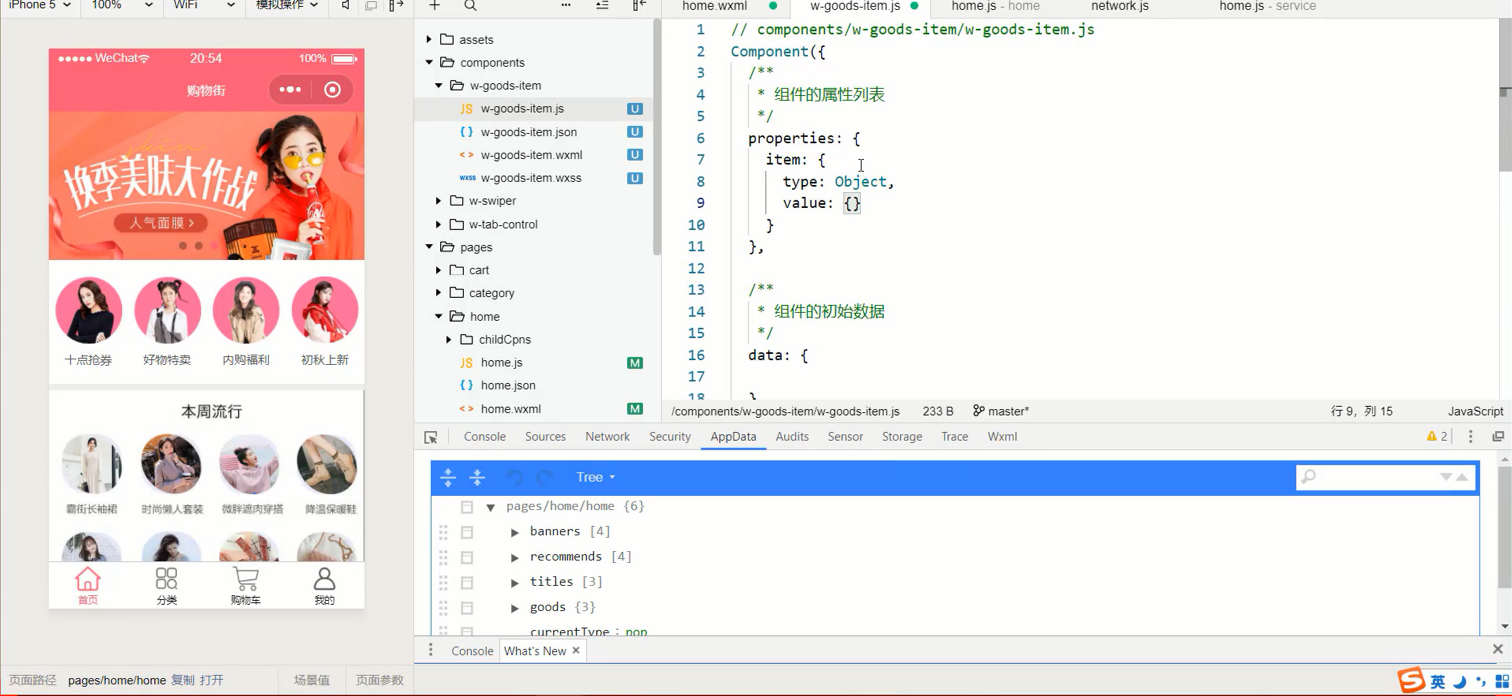 iPhone 5
100%
WiFi
模拟操作
WeChat
20:54
100%
购物街
换季美肤大作战
人气面膜
十点抢券
好物特卖
内购福利
初秋上新
本周流行
霸街长袖裙
时尚懒人套装
微胖遮肉穿搭
降温保暖鞋
首页
分类
购物车
我的
页面路径 pages/home/home 复制 打开
场景值
页面参数
assets
components
w-goods-item
JS w-goods-item.js U
{ } w-goods-item.json U
<> w-goods-item.wxml U
wxss w-goods-item.wxss U
w-swiper
w-tab-control
pages
cart
category
home
childCpns
JS home.js M
{ } home.json
<> home.wxml M
home.wxml
w-goods-item.js
home.js - home
network.js
home.js - service
1 // components/w-goods-item/w-goods-item.js
2 Component({
3 /**
4 * 组件的属性列表
5 */
6 properties: {
7 item: {
8 type: Object,
9 value: {}
10 }
11 },
12
13 /**
14 * 组件的初始数据
15 */
16 data: {
17
18 }
/components/w-goods-item/w-goods-item.js 233 B master* 行 9，列 15 JavaScript
Console Sources Network Security AppData Audits Sensor Storage Trace Wxml 2
Tree
pages/home/home {6}
banners [4]
recommends [4]
titles [3]
goods {3}
currentType : pop
Console What's New ×
S 英